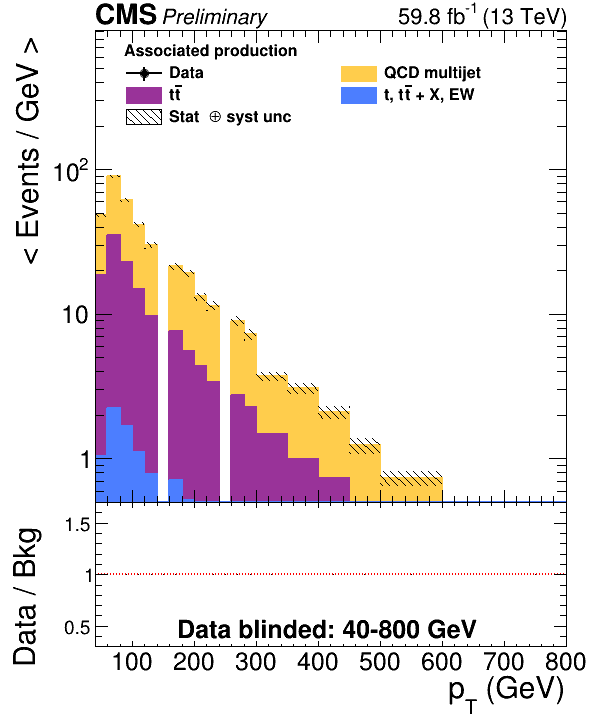 CMS Preliminary 59.8 fb⁻¹ (13 TeV)
Associated production
Data QCD multijet
tt̄ t, tt̄ + X, EW
Stat ⊕ syst unc
< Events / GeV >
10²
10
1
Data / Bkg
1.5
1
0.5
Data blinded: 40-800 GeV
100 200 300 400 500 600 700 800
p_T (GeV)